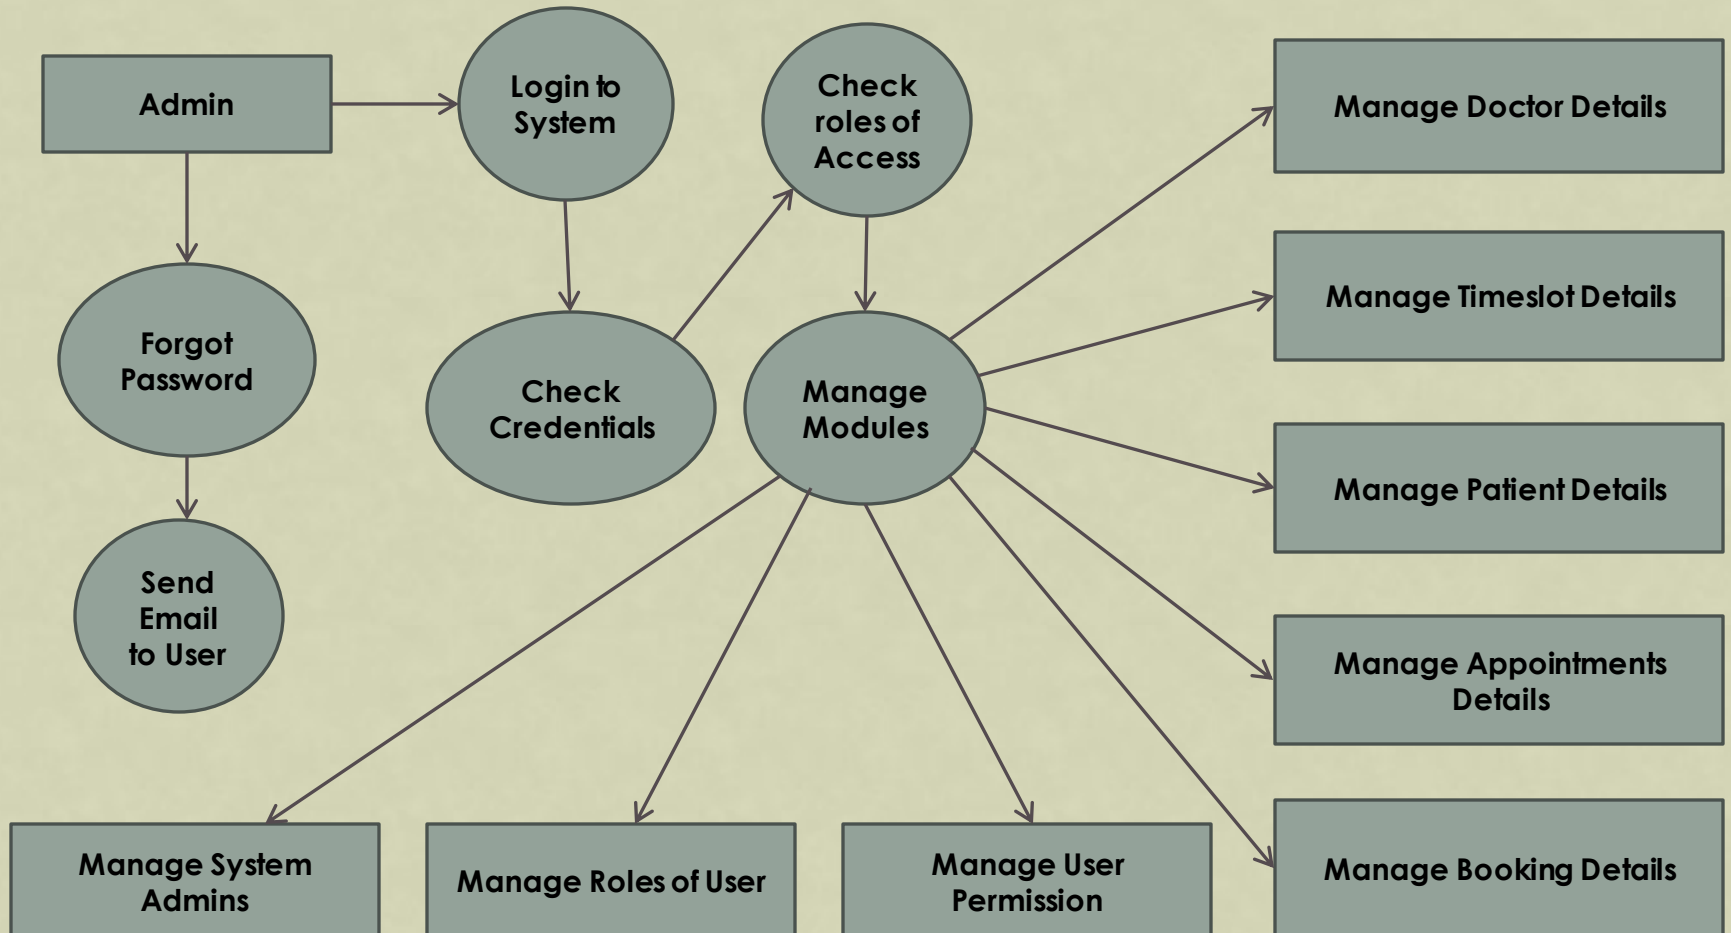 Admin
Login to
System
Check
roles of
Access
Manage Doctor Details
Manage Timeslot Details
Forgot
Password
Check
Credentials
Manage
Modules
Manage Patient Details
Send
Email
to User
Manage Appointments
Details
Manage System
Admins
Manage Roles of User
Manage User
Permission
Manage Booking Details